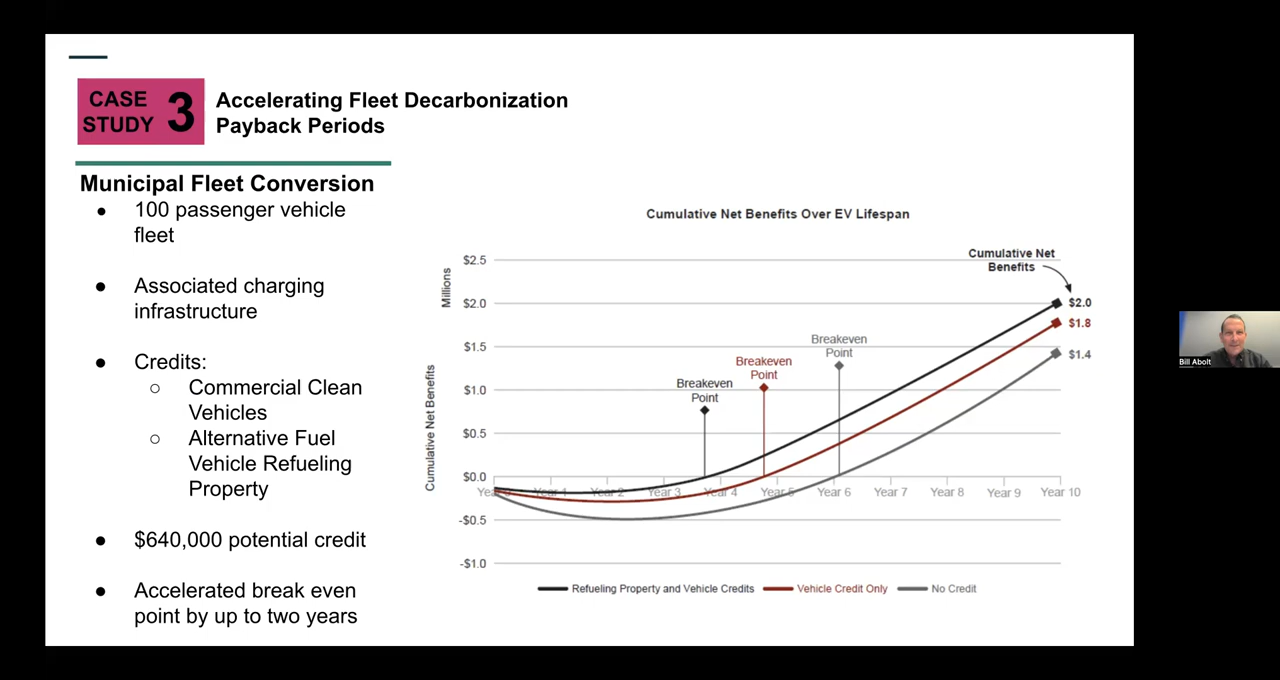 CASE
STUDY
3
Accelerating Fleet Decarbonization
Payback Periods
Municipal Fleet Conversion
● 100 passenger vehicle
fleet
● Associated charging
infrastructure
● Credits:
○ Commercial Clean
Vehicles
○ Alternative Fuel
Vehicle Refueling
Property
● $640,000 potential credit
● Accelerated break even
point by up to two years
Cumulative Net Benefits Over EV Lifespan
Cumulative Net
Benefits
Millions
Cumulative Net Benefits
$2.5
$2.0
$1.5
$1.0
$0.5
$0.0
-$0.5
-$1.0
Breakeven
Point
Breakeven
Point
Breakeven
Point
$2.0
$1.8
$1.4
Year 1
Year 2
Year 3
Year 4
Year 5
Year 6
Year 7
Year 8
Year 9
Year 10
Refueling Property and Vehicle Credits
Vehicle Credit Only
No Credit
Bill Abolt